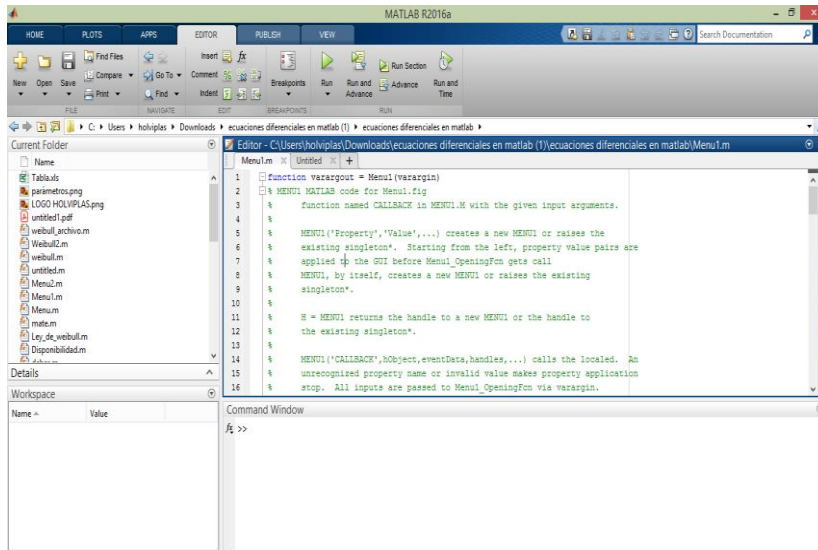 MATLAB R2016a
HOME PLOTS APPS EDITOR PUBLISH VIEW Search Documentation
Find Files Insert fx
New Open Save Compare Go To Comment Breakpoints Run Run and Advance Run Section Advance Run and Time
Print Find Indent
FILE NAVIGATE EDIT BREAKPOINTS RUN
C: Users holviplas Downloads ecuaciones diferenciales en matlab (1) ecuaciones diferenciales en matlab
Current Folder
Name
Tabla.xls
parimetros.png
LOGO HOLVIPLAS.png
untitled1.pdf
weibull_archivo.m
Weibull2.m
weibull.m
untitled.m
Menu2.m
Menu1.m
Menu.m
mate.m
Ley_de_weibull.m
Disponibilidad.m
Details
Workspace
Name Value
Editor - C:\Users\holviplas\Downloads\ecuaciones diferenciales en matlab (1)\ecuaciones diferenciales en matlab\Menu1.m
Menu1.m Untitled
1 function varargout = Menu1(varargin)
2 % MENU1 MATLAB code for Menu1.fig
3 % function named CALLBACK in MENU1.M with the given input arguments.
4 %
5 % MENU1('Property','Value',...) creates a new MENU1 or raises the
6 % existing singleton*. Starting from the left, property value pairs are
7 % applied to the GUI before Menu1_OpeningFcn gets call
8 % MENU1, by itself, creates a new MENU1 or raises the existing
9 % singleton*.
10 %
11 % H = MENU1 returns the handle to a new MENU1 or the handle to
12 % the existing singleton*.
13 %
14 % MENU1('CALLBACK',hObject,eventData,handles,...) calls the localed. An
15 % unrecognized property name or invalid value makes property application
16 % stop. All inputs are passed to Menu1_OpeningFcn via varargin.
Command Window
fx >>